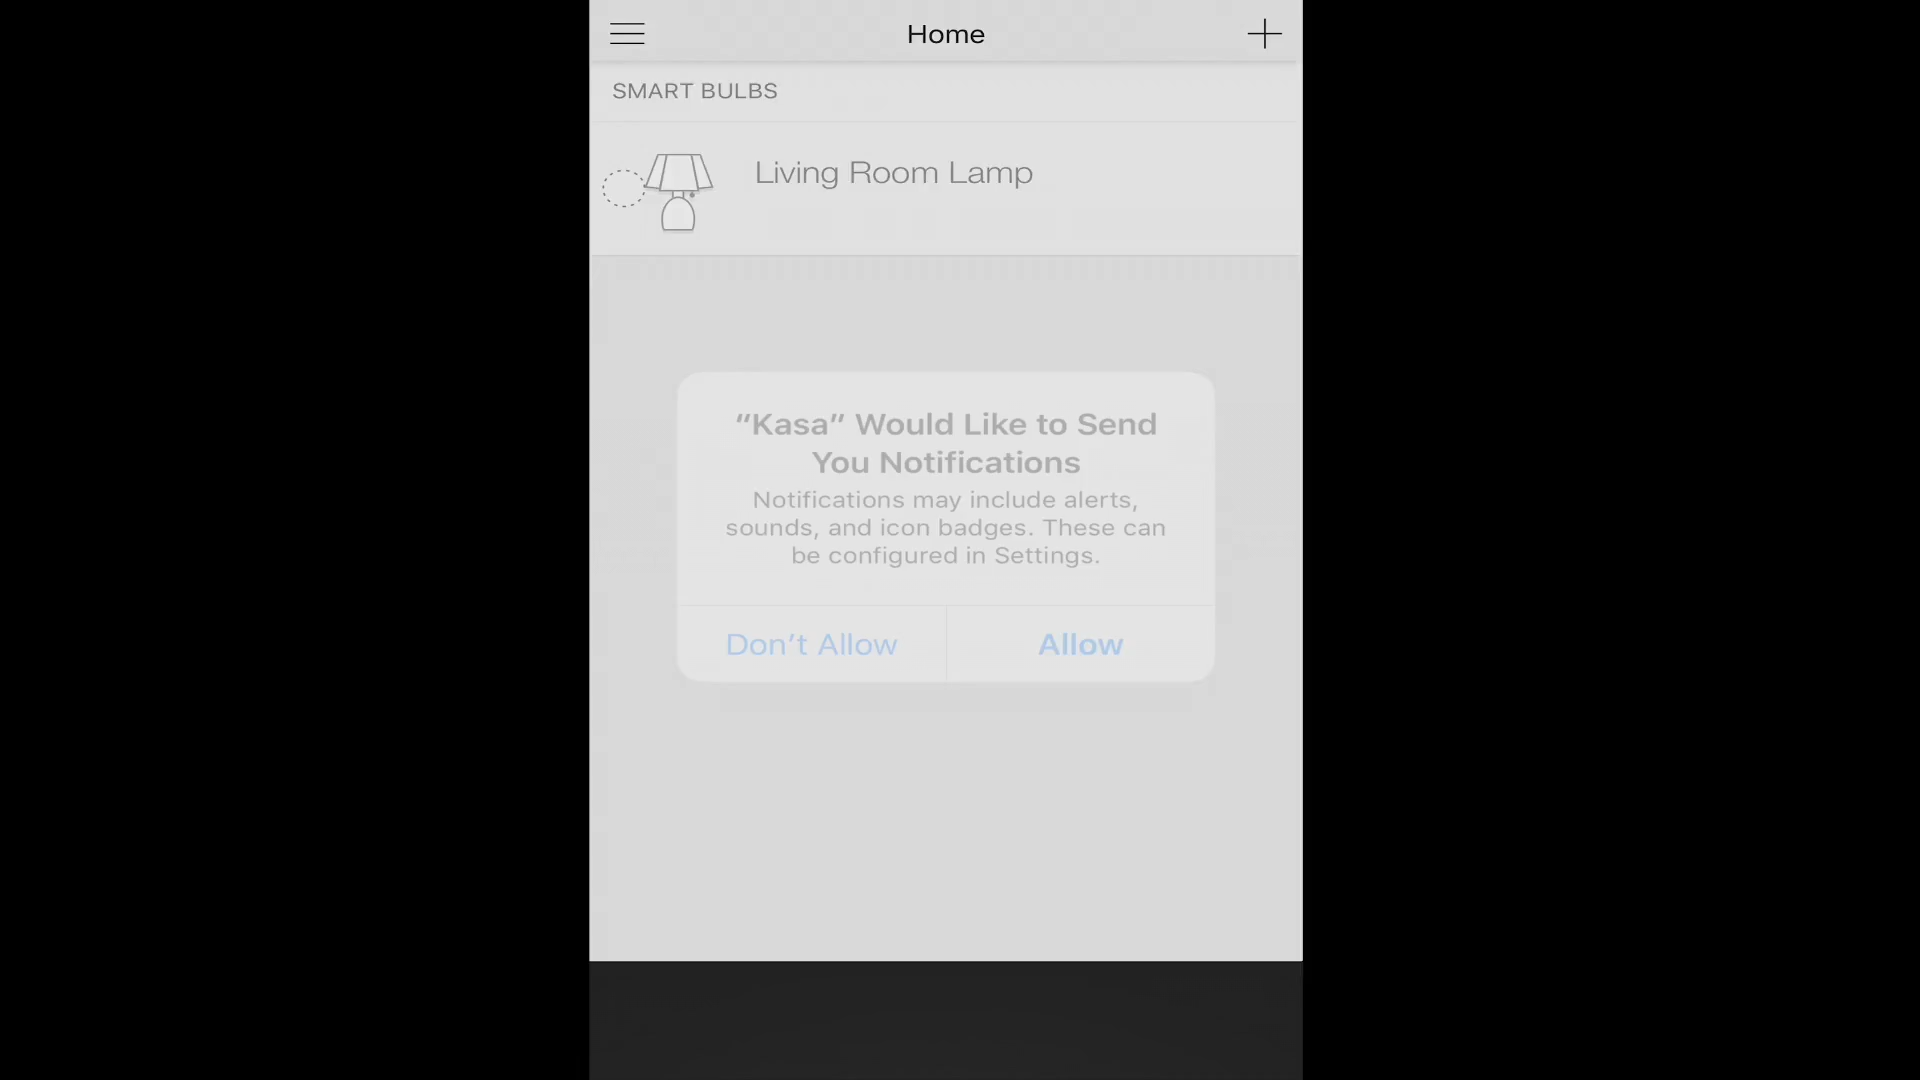 Home
SMART BULBS
Living Room Lamp
“Kasa” Would Like to Send
You Notifications
Notifications may include alerts,
sounds, and icon badges. These can
be configured in Settings.
Don’t Allow
Allow